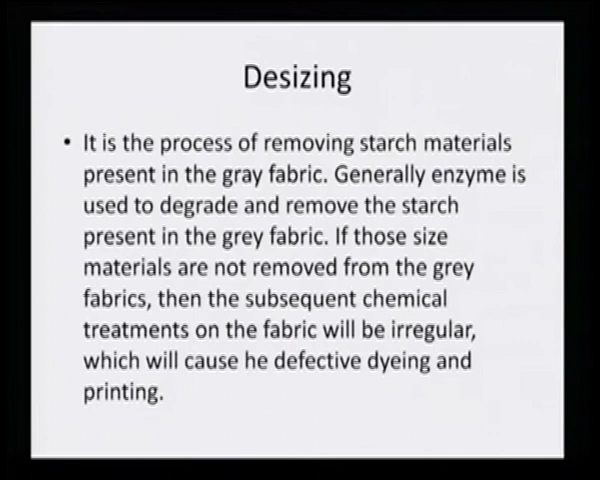 Desizing
• It is the process of removing starch materials
present in the gray fabric. Generally enzyme is
used to degrade and remove the starch
present in the grey fabric. If those size
materials are not removed from the grey
fabrics, then the subsequent chemical
treatments on the fabric will be irregular,
which will cause he defective dyeing and
printing.